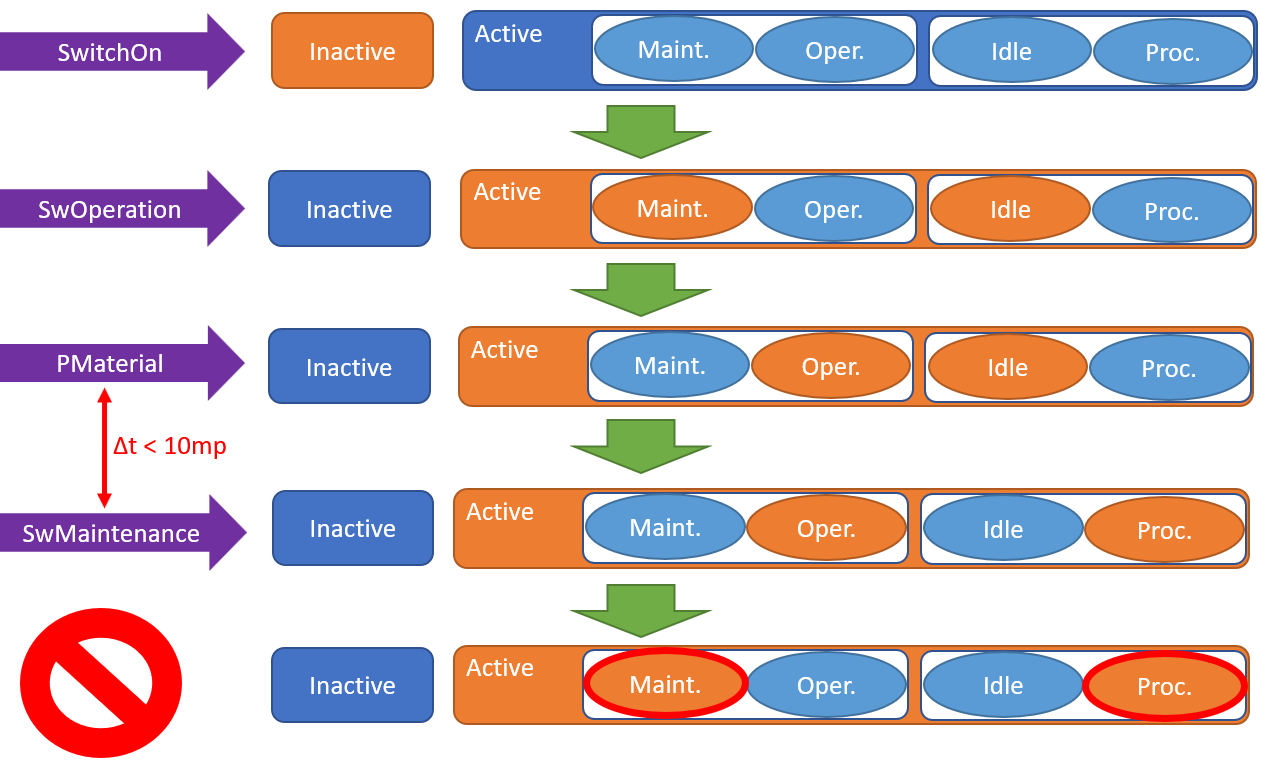 SwitchOn Inactive Active Maint. Oper. Idle Proc.
SwOperation Inactive Active Maint. Oper. Idle Proc.
PMaterial Inactive Active Maint. Oper. Idle Proc.
Δt < 10mp
SwMaintenance Inactive Active Maint. Oper. Idle Proc.
Inactive Active Maint. Oper. Idle Proc.